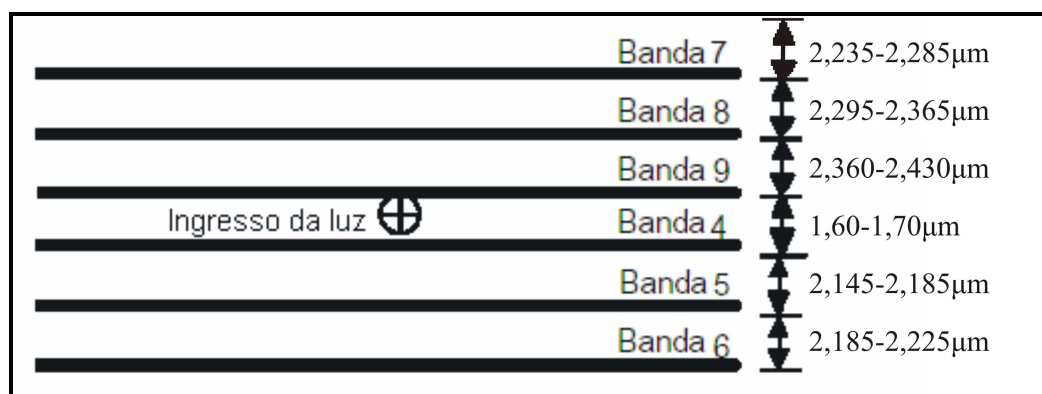 Banda 7 2,235-2,285μm
Banda 8 2,295-2,365μm
Banda 9 2,360-2,430μm
Ingresso da luz Banda 4 1,60-1,70μm
Banda 5 2,145-2,185μm
Banda 6 2,185-2,225μm